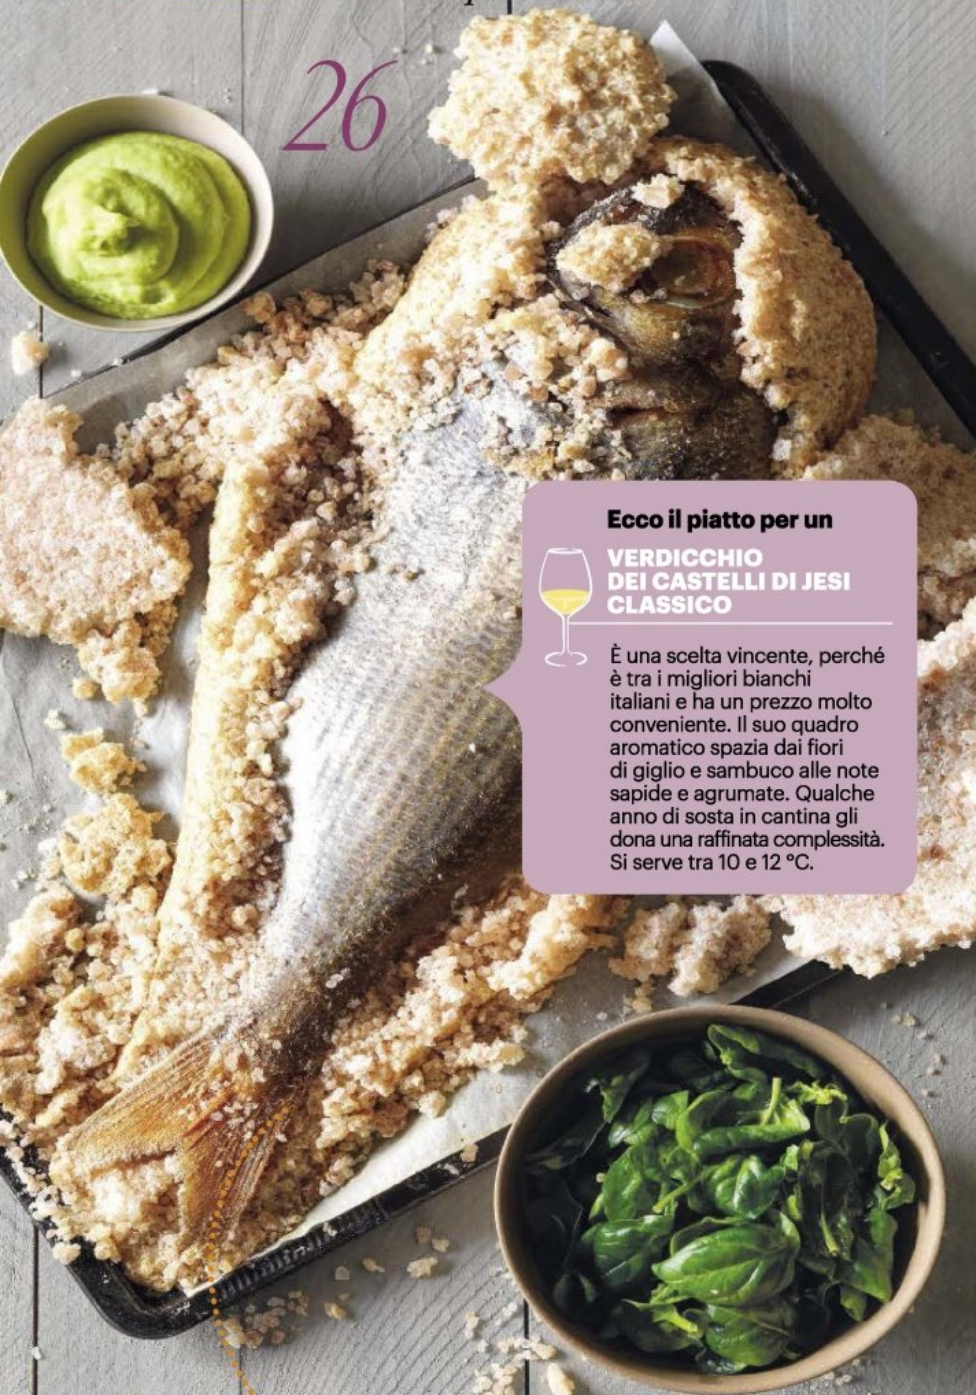 26
Ecco il piatto per un
VERDICCHIO
DEI CASTELLI DI JESI
CLASSICO
È una scelta vincente, perché
è tra i migliori bianchi
italiani e ha un prezzo molto
conveniente. Il suo quadro
aromatico spazia dai fiori
di giglio e sambuco alle note
sapide e agrumate. Qualche
anno di sosta in cantina gli
dona una raffinata complessità.
Si serve tra 10 e 12 °C.